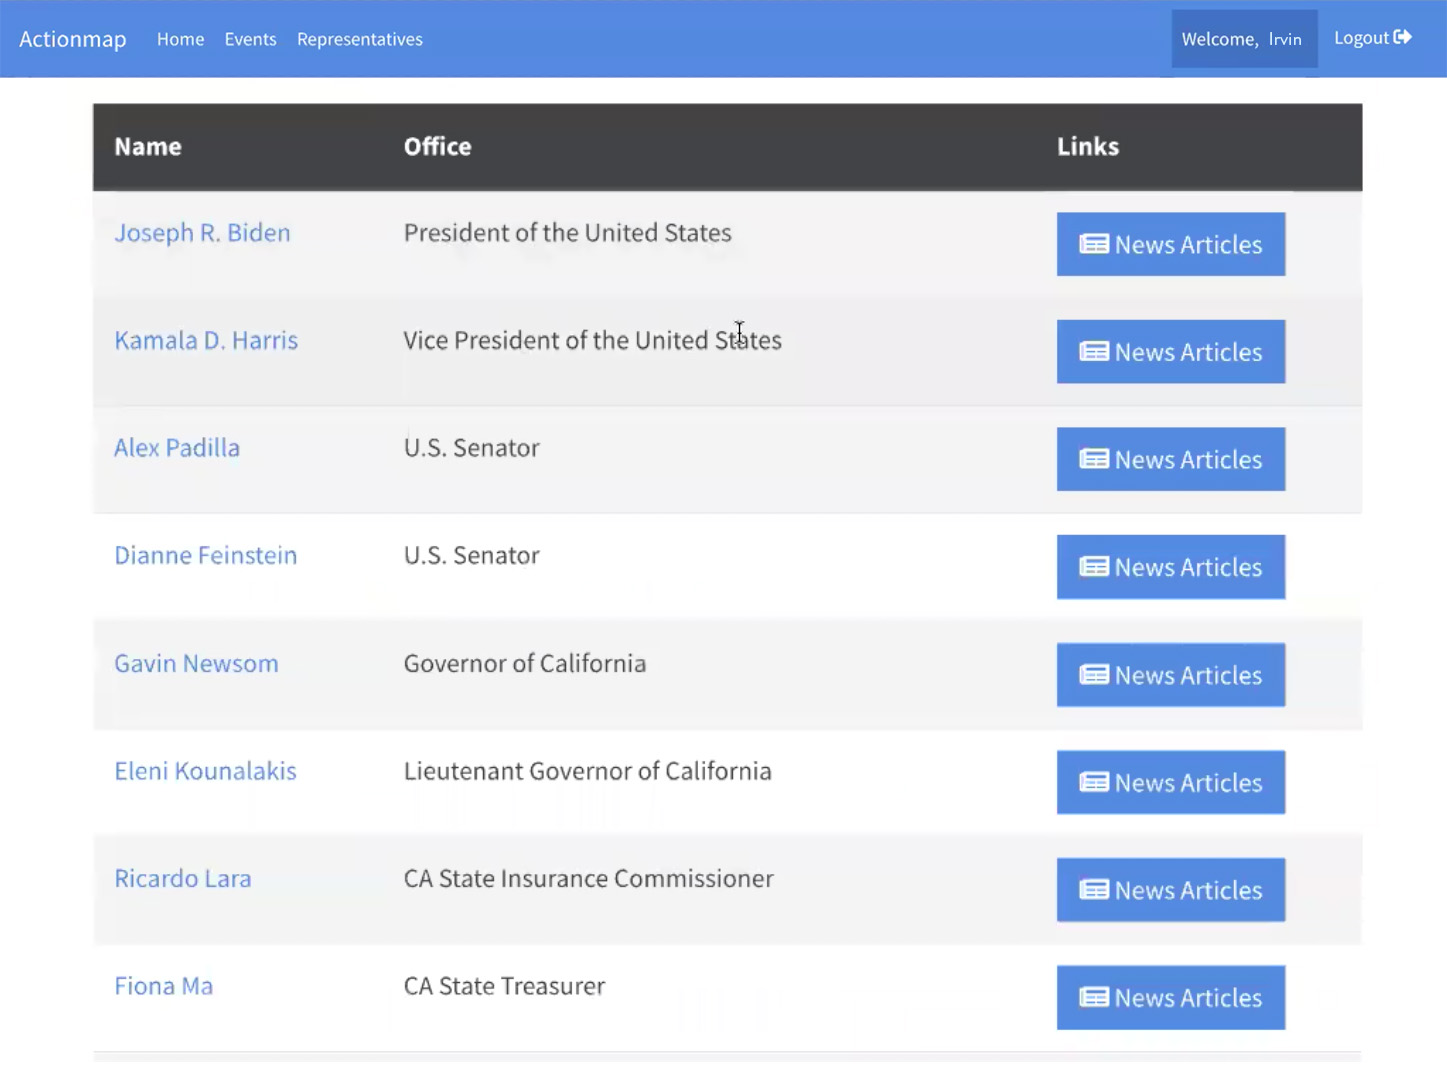 Actionmap Home Events Representatives Welcome, Irvin Logout
Name Office Links
Joseph R. Biden President of the United States News Articles
Kamala D. Harris Vice President of the United States News Articles
Alex Padilla U.S. Senator News Articles
Dianne Feinstein U.S. Senator News Articles
Gavin Newsom Governor of California News Articles
Eleni Kounalakis Lieutenant Governor of California News Articles
Ricardo Lara CA State Insurance Commissioner News Articles
Fiona Ma CA State Treasurer News Articles